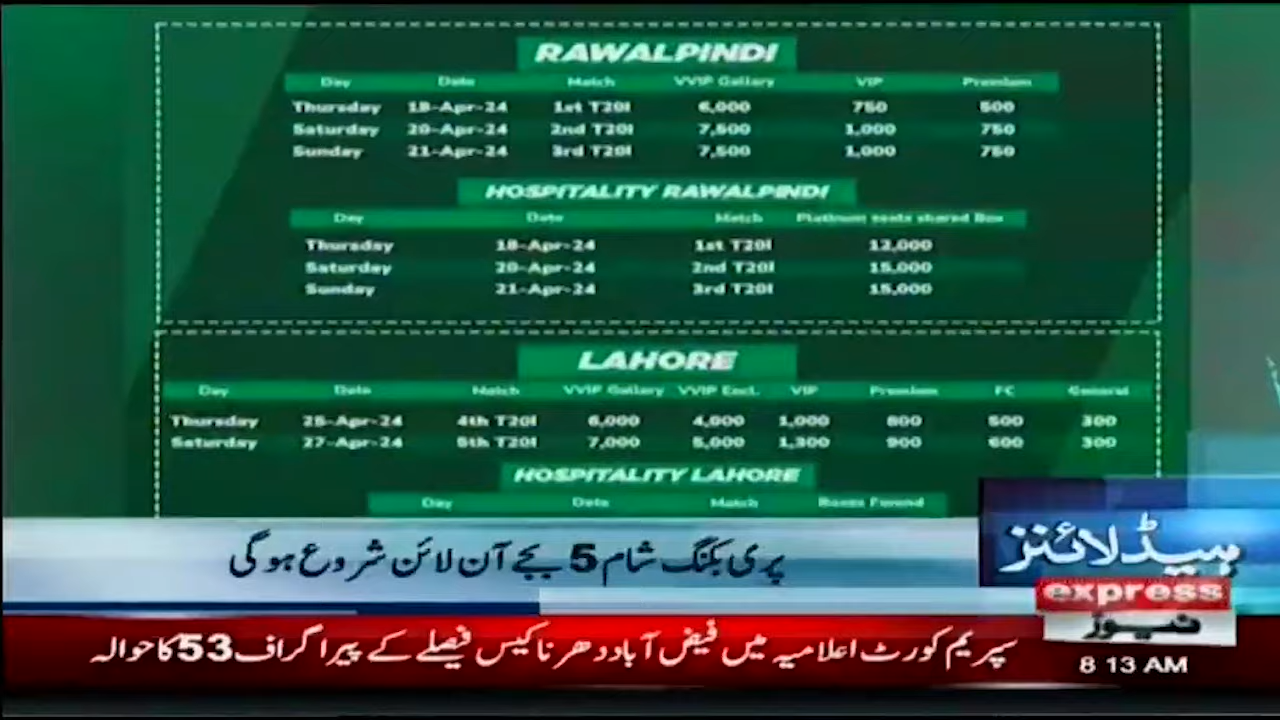 RAWALPINDI
Day Date Match VVIP Gallery VIP Premium
Thursday 18-Apr-24 1st T20I 6,000 750 500
Saturday 20-Apr-24 2nd T20I 7,500 1,000 750
Sunday 21-Apr-24 3rd T20I 7,500 1,000 750
HOSPITALITY RAWALPINDI
Day Date Match Platinum seats shared Box
Thursday 18-Apr-24 1st T20I 12,000
Saturday 20-Apr-24 2nd T20I 15,000
Sunday 21-Apr-24 3rd T20I 15,000
LAHORE
Day Date Match VVIP Gallery VVIP Encl. VIP Premium FC General
Thursday 25-Apr-24 4th T20I 6,000 4,000 1,000 800 500 300
Saturday 27-Apr-24 5th T20I 7,000 5,000 1,300 900 600 300
HOSPITALITY LAHORE
Day Date Match Boxes
پری بکنگ شام 5 بجے آن لائن شروع ہوگی
ہیڈلائنز
express
نیوز
سپریم کورٹ اعلامیہ میں فیض آباد دھرنا کیس فیصلے کے پیرا گراف 53 کا حوالہ
8 13 AM